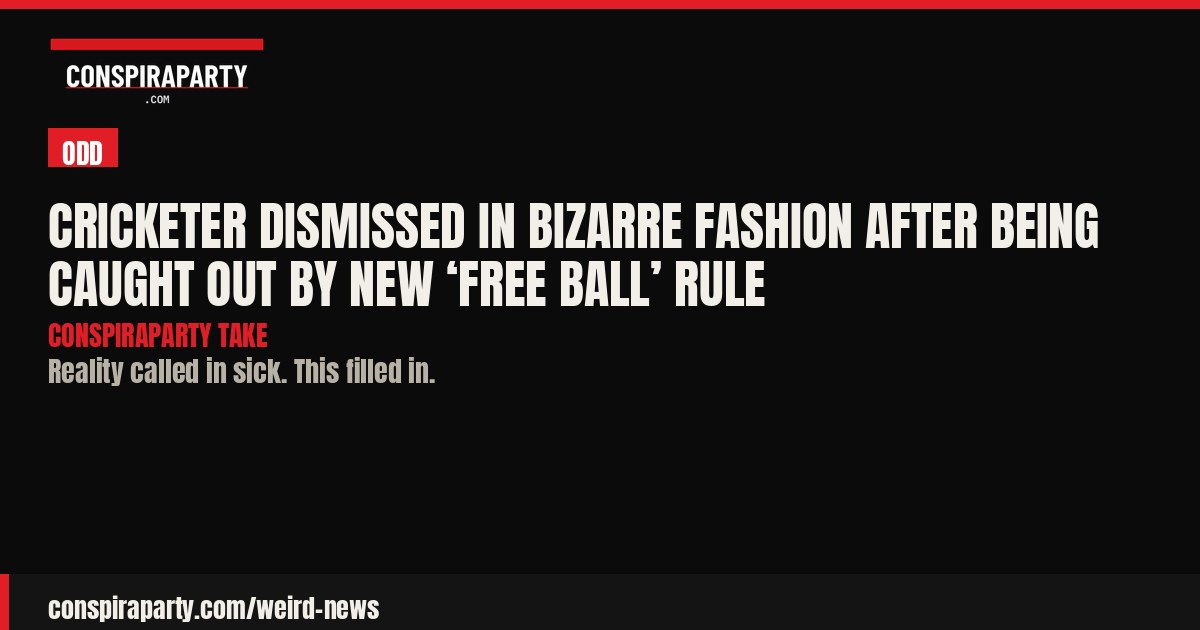 CONSPIRAPARTY
.COM
ODD
CRICKETER DISMISSED IN BIZARRE FASHION AFTER BEING
CAUGHT OUT BY NEW ‘FREE BALL’ RULE
CONSPIRAPARTY TAKE
Reality called in sick. This filled in.
conspiraparty.com/weird-news